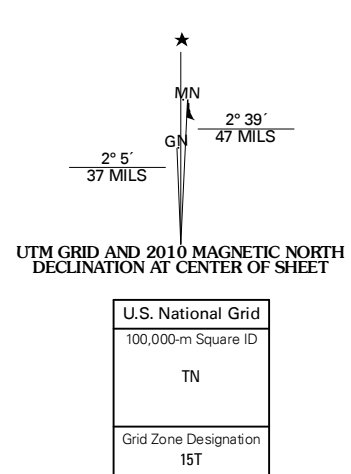 ★
MN
2° 39´
47 MILS
GN
2° 5´
37 MILS
UTM GRID AND 2010 MAGNETIC NORTH
DECLINATION AT CENTER OF SHEET
U.S. National Grid
100,000-m Square ID
TN
Grid Zone Designation
15T